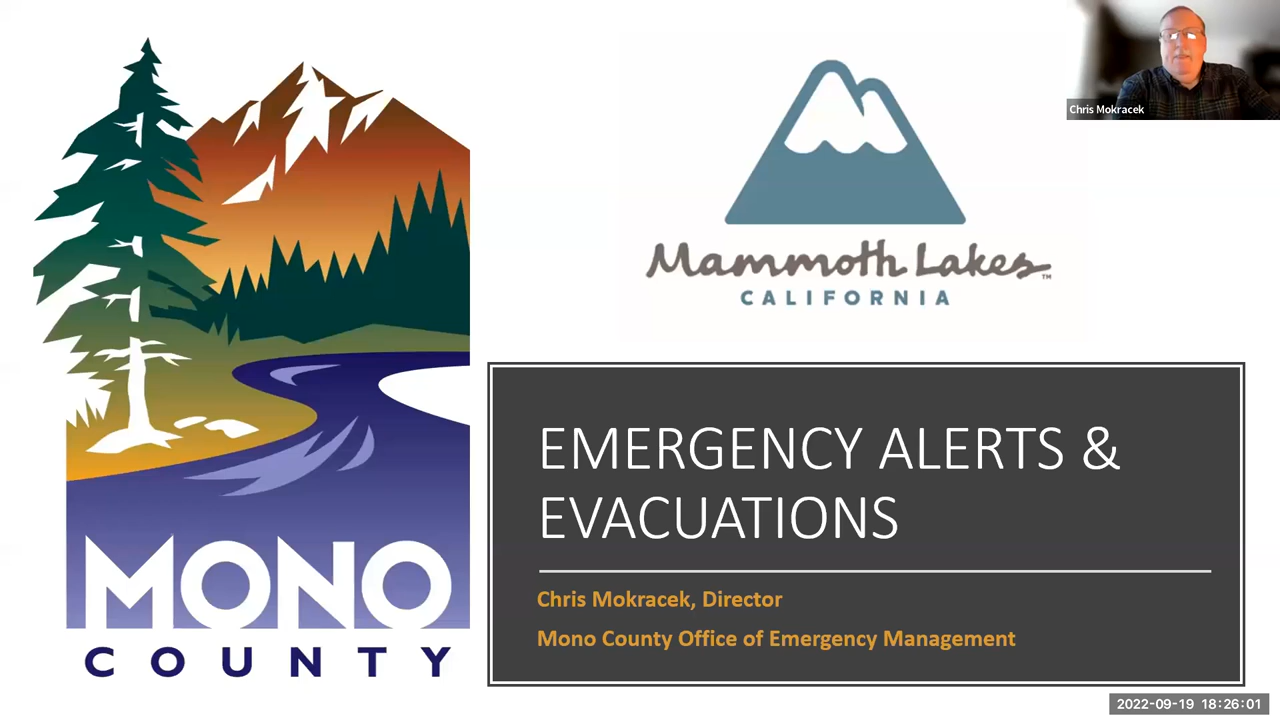 Chris Mokracek
Mammoth Lakes™
CALIFORNIA
EMERGENCY ALERTS &
EVACUATIONS
Chris Mokracek, Director
Mono County Office of Emergency Management
MONO
COUNTY
2022-09-19 18:26:01